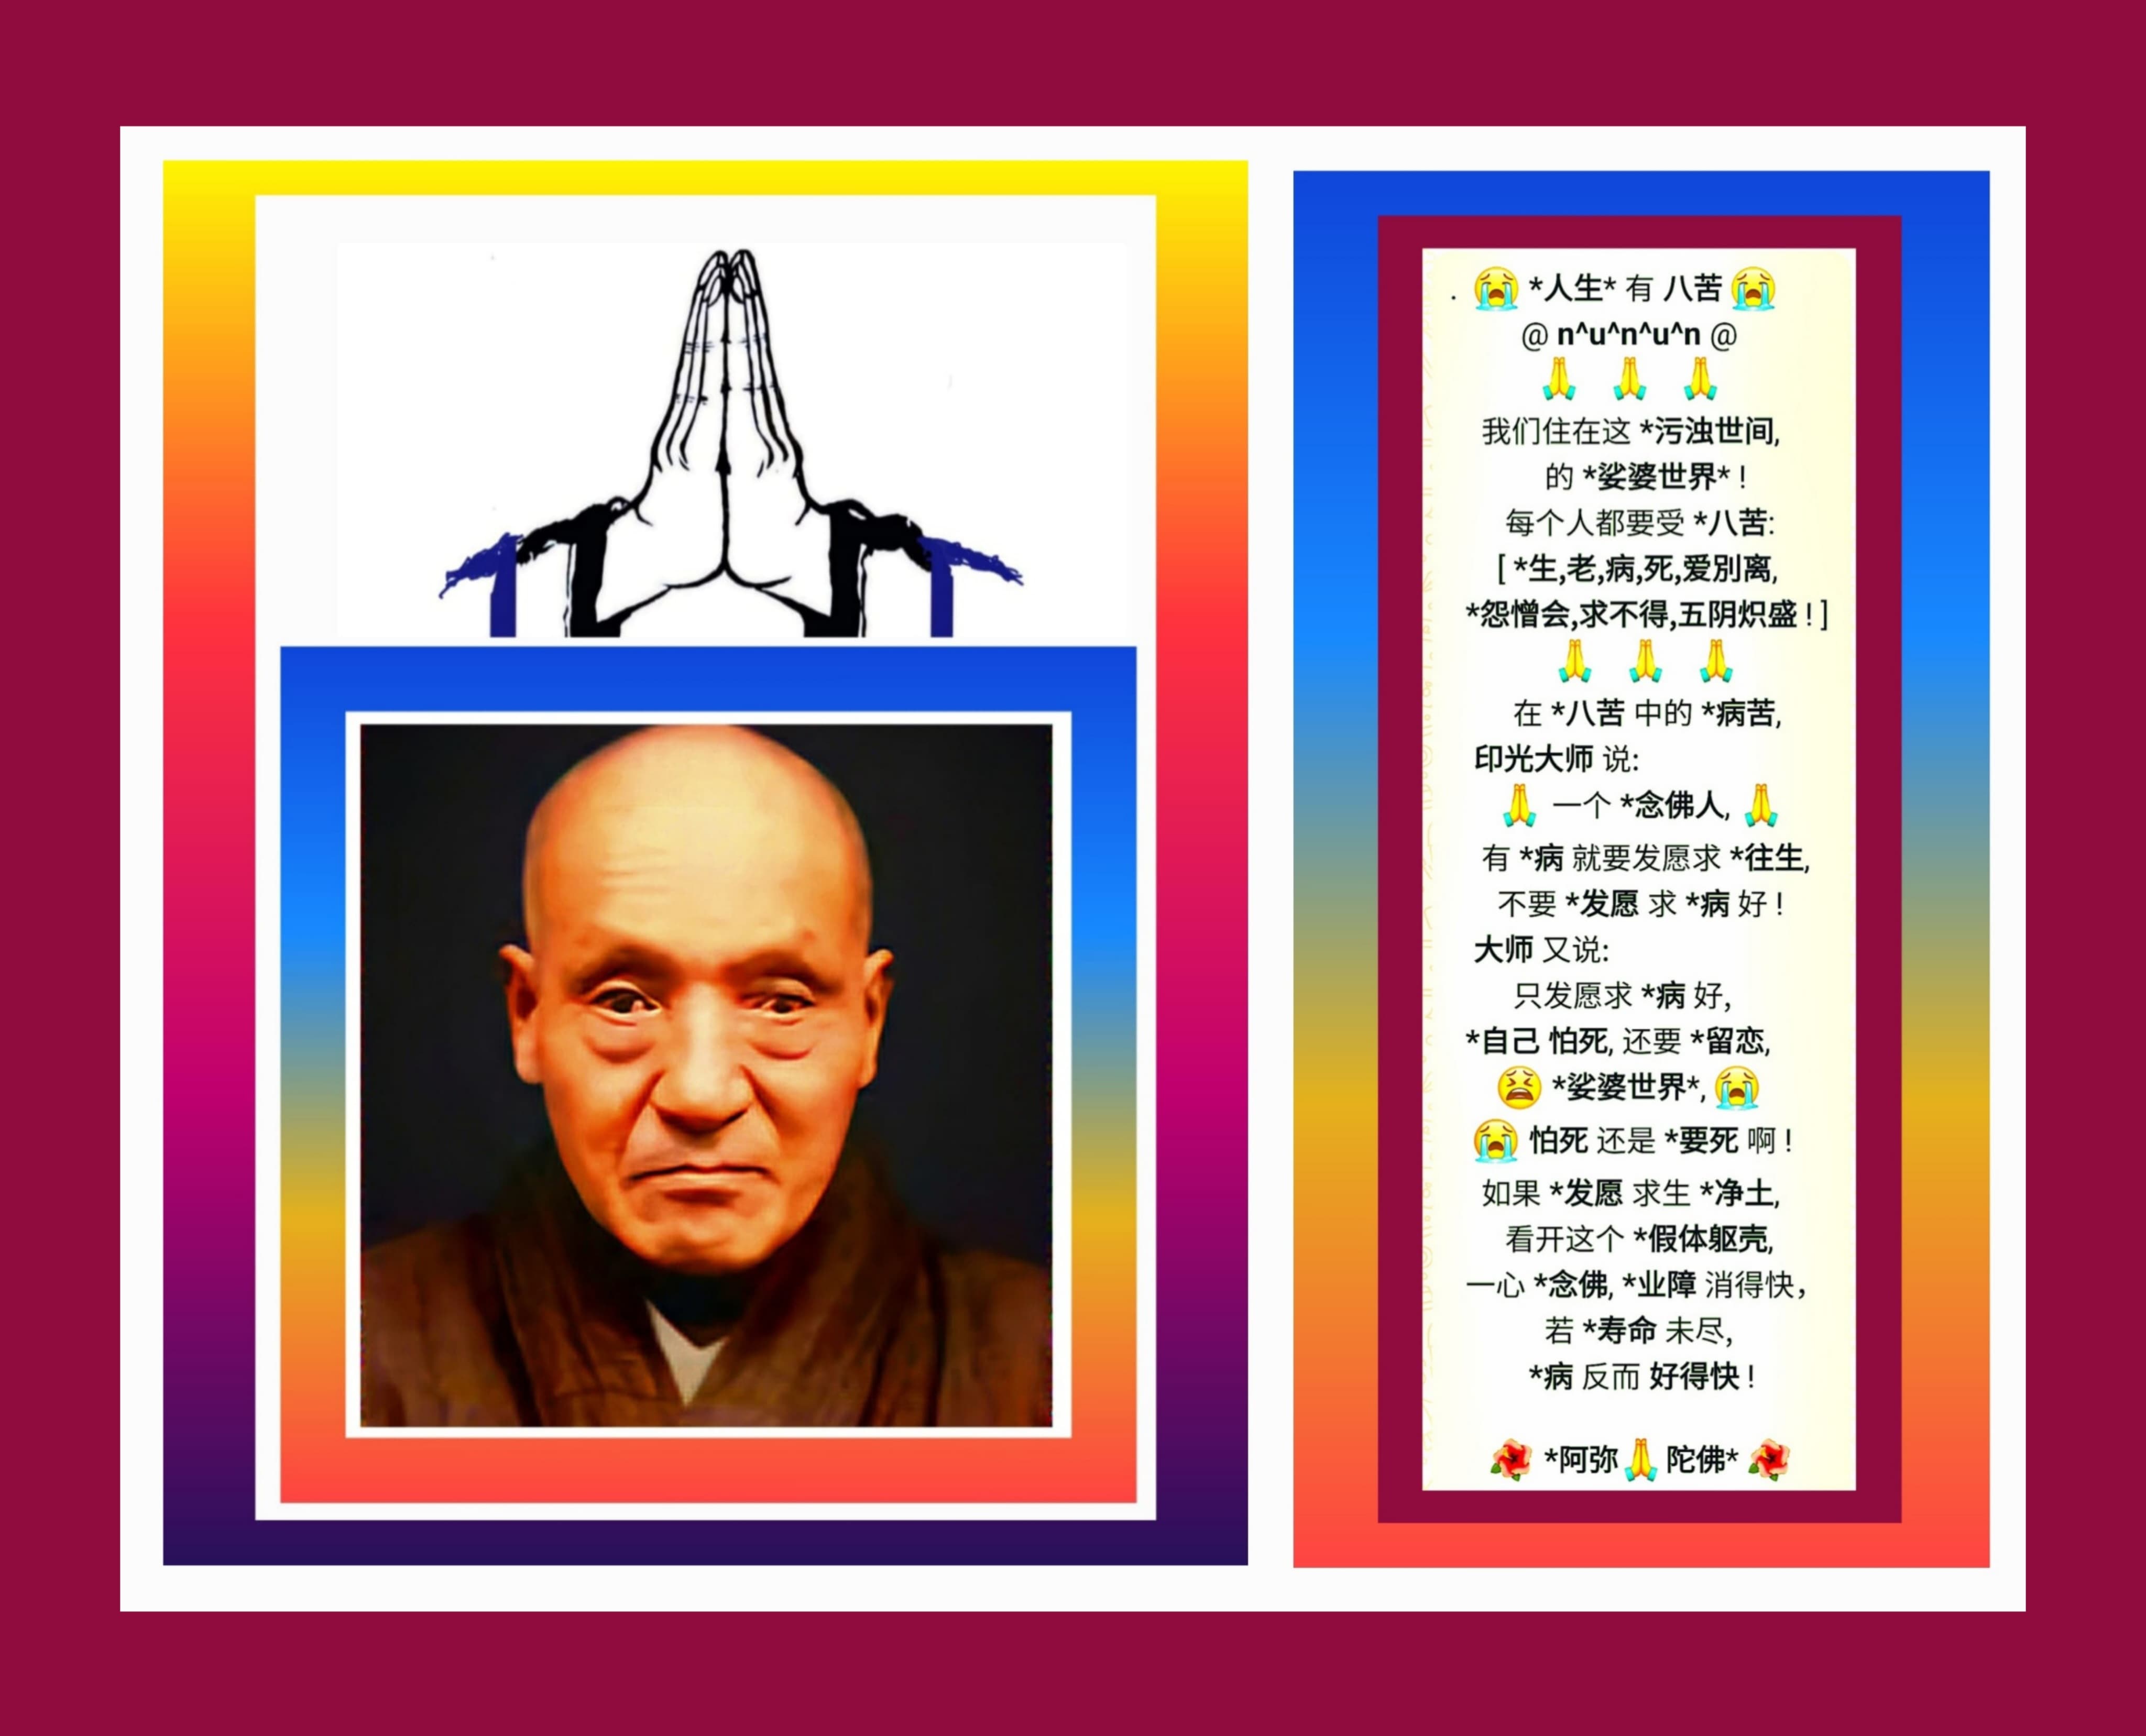 . 😭 *人生* 有 八苦 😭
@ n^u^n^u^n @
🙏 🙏 🙏
我们住在这 *污浊世间,
的 *娑婆世界* !
每个人都要受 *八苦:
[ *生,老,病,死,爱別离,
*怨憎会,求不得,五阴炽盛 ! ]
🙏 🙏 🙏
在 *八苦 中的 *病苦,
印光大师 说:
🙏 一个 *念佛人, 🙏
有 *病 就要发愿求 *往生,
不要 *发愿 求 *病 好 !
大师 又说:
只发愿求 *病 好,
*自己 怕死, 还要 *留恋,
😫 *娑婆世界*, 😭
😭 怕死 还是 *要死 啊 !
如果 *发愿 求生 *净土,
看开这个 *假体躯壳,
一心 *念佛, *业障 消得快，
若 *寿命 未尽,
*病 反而 好得快 !
🌺 *阿弥🙏 陀佛* 🌺